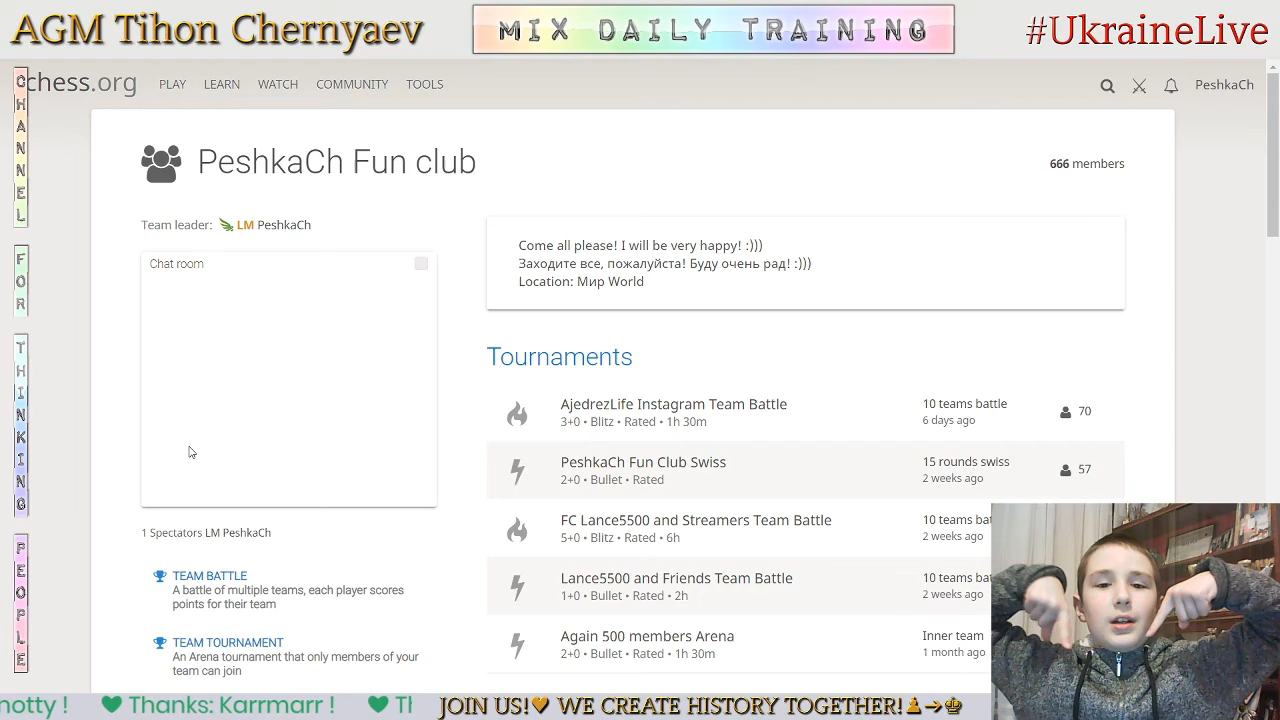 AGM Tihon Chernyaev
MIX DAILY TRAINING
#UkraineLive
CHANNEL FOR THINKING PEOPLE
chess.org
PLAY LEARN WATCH COMMUNITY TOOLS
PeshkaCh
PeshkaCh Fun club
666 members
Team leader: LM PeshkaCh
Chat room
1 Spectators LM PeshkaCh
TEAM BATTLE
A battle of multiple teams, each player scores
points for their team
TEAM TOURNAMENT
An Arena tournament that only members of your
team can join
Come all please! I will be very happy! :)))
Заходите все, пожалуйста! Буду очень рад! :)))
Location: Мир World
Tournaments
AjedrezLife Instagram Team Battle 10 teams battle 70
3+0 • Blitz • Rated • 1h 30m 6 days ago
PeshkaCh Fun Club Swiss 15 rounds swiss 57
2+0 • Bullet • Rated 2 weeks ago
FC Lance5500 and Streamers Team Battle 10 teams
5+0 • Blitz • Rated • 6h 2 weeks ago
Lance5500 and Friends Team Battle 10 teams
1+0 • Bullet • Rated • 2h 2 weeks ago
Again 500 members Arena Inner team
2+0 • Bullet • Rated • 1h 30m 1 month ago
notty ! Thanks: Karrmarr ! JOIN US! WE CREATE HISTORY TOGETHER!